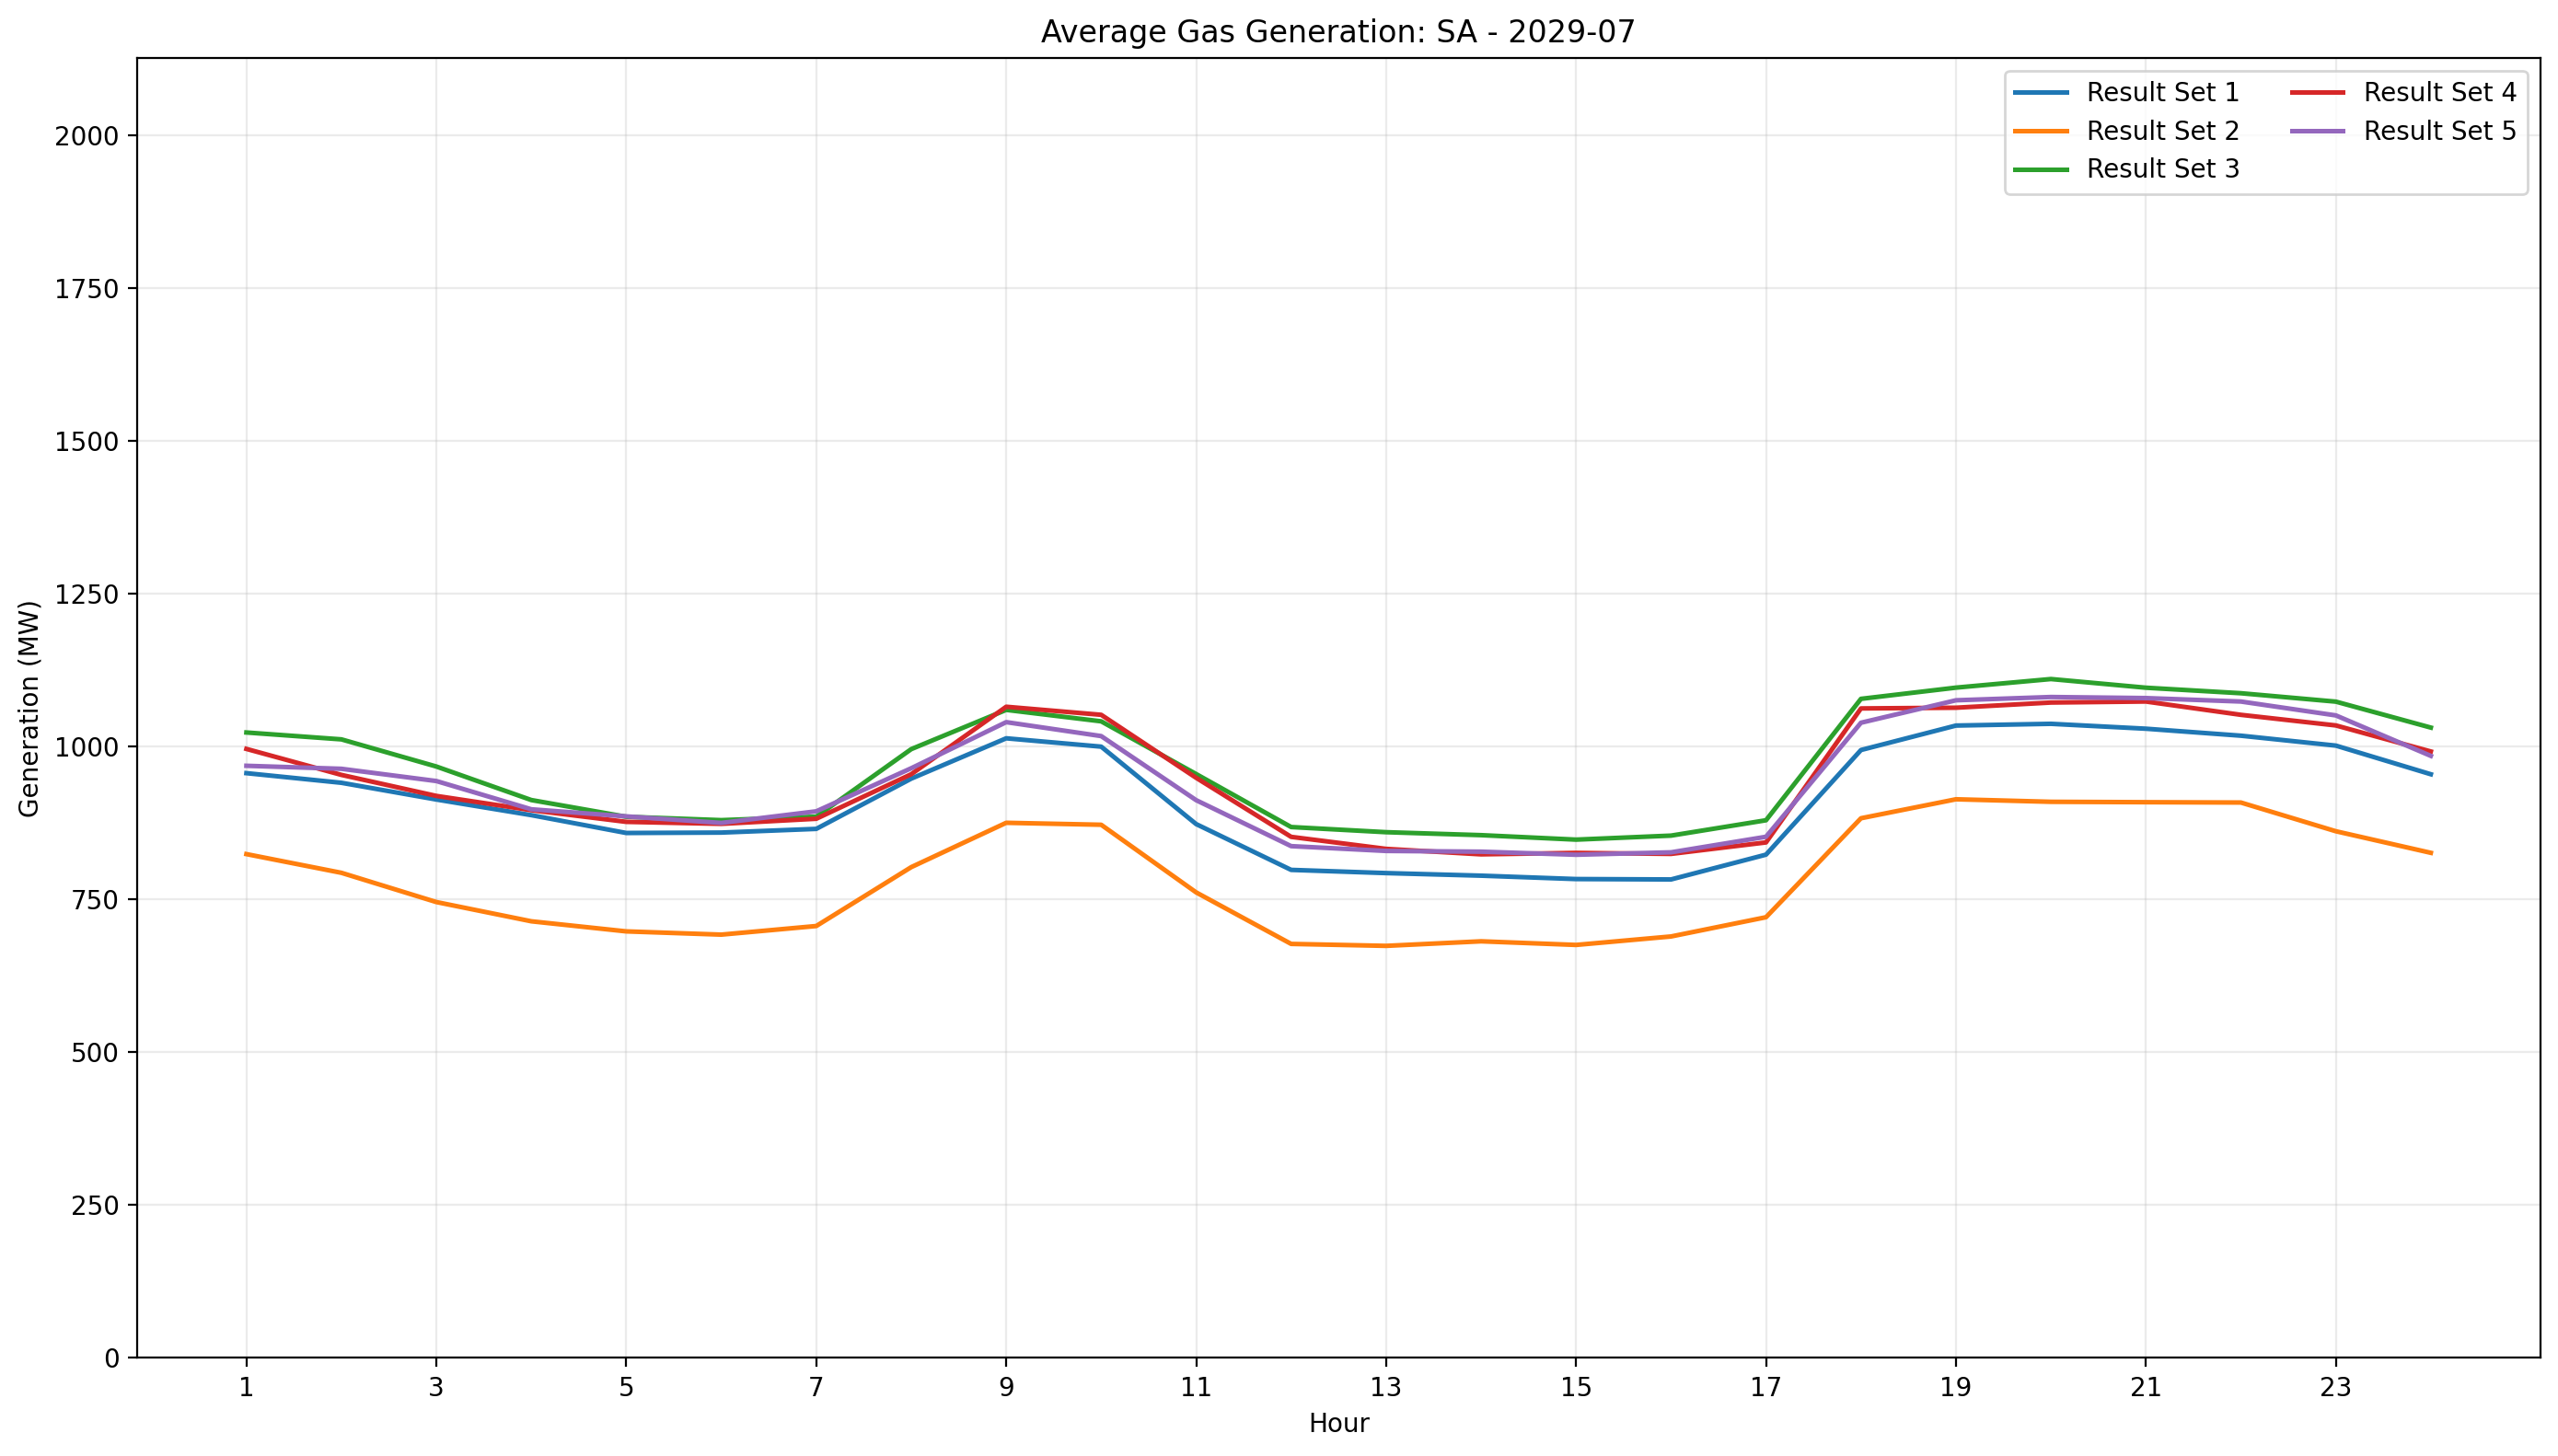 Average Gas Generation: SA - 2029-07
Result Set 1
Result Set 2
Result Set 3
Result Set 4
Result Set 5
Generation (MW)
2000
1750
1500
1250
1000
750
500
250
0
1 3 5 7 9 11 13 15 17 19 21 23
Hour